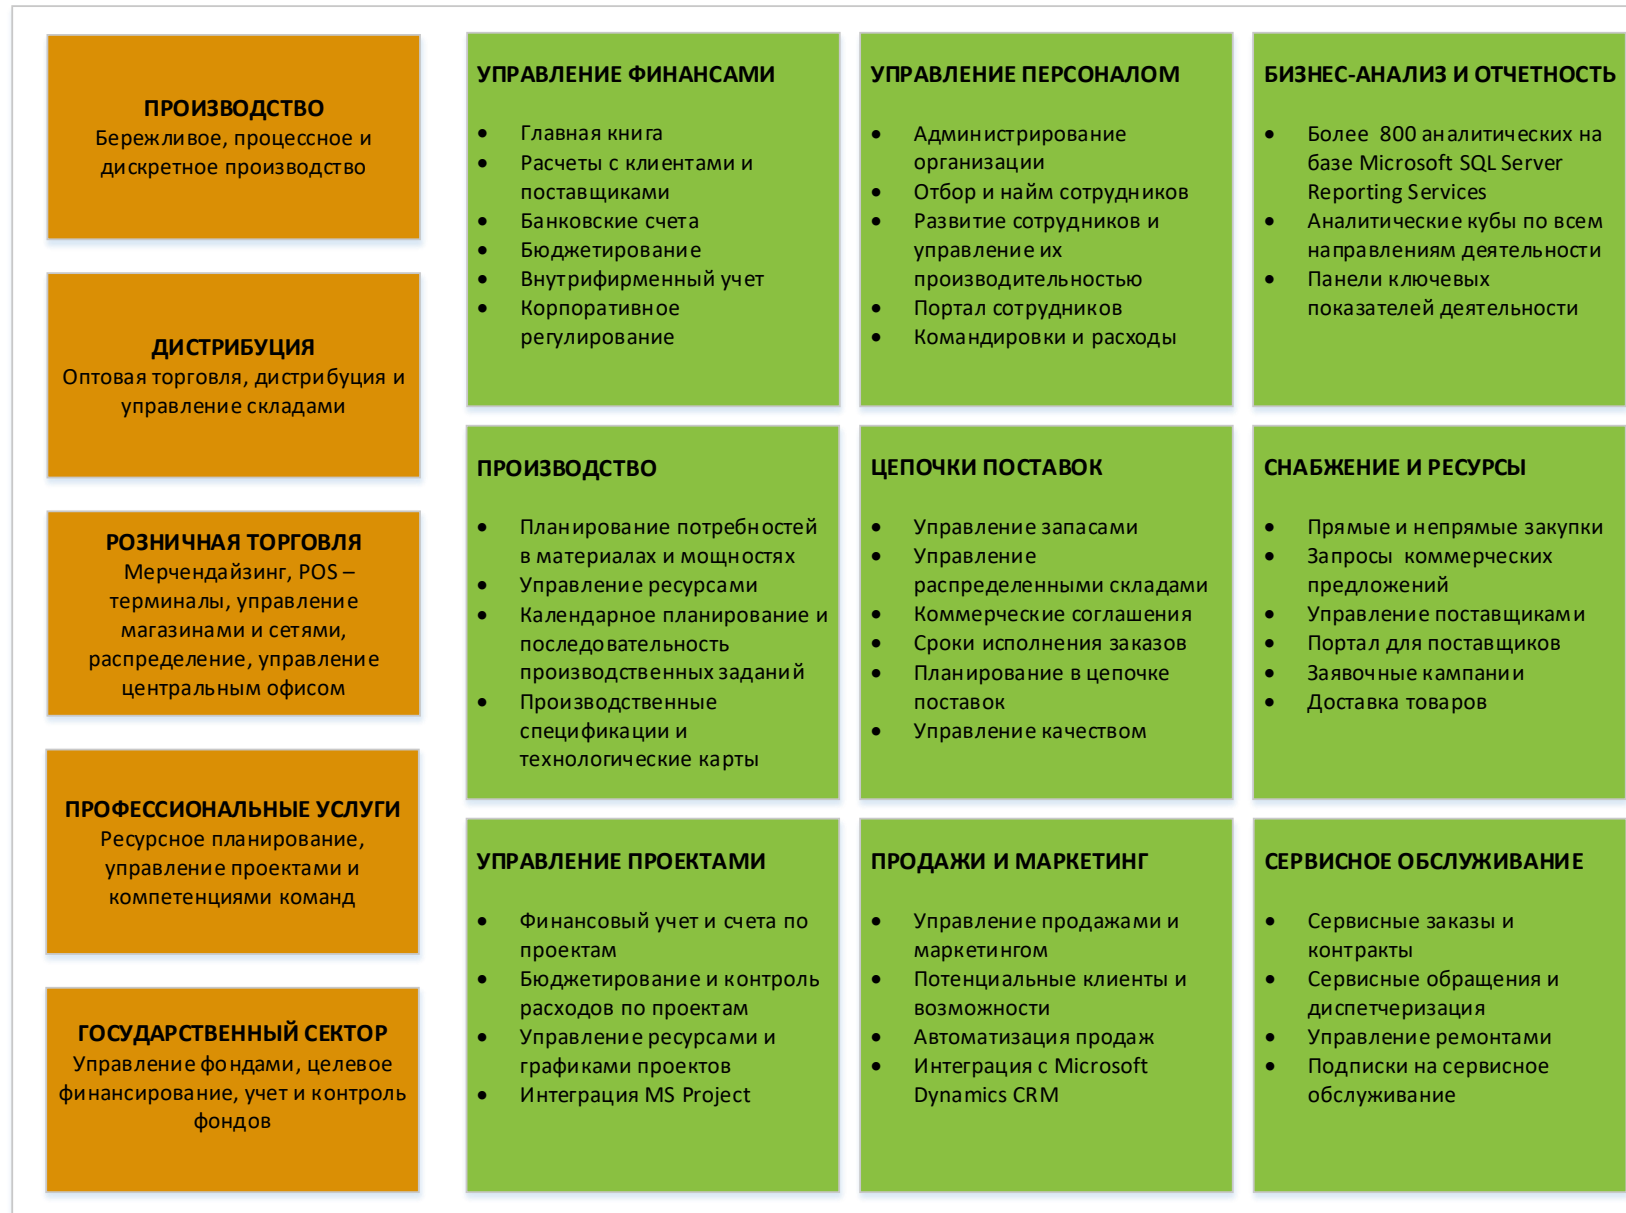 ПРОИЗВОДСТВО
Бережливое, процессное и
дискретное производство
ДИСТРИБУЦИЯ
Оптовая торговля, дистрибуция и
управление складами
РОЗНИЧНАЯ ТОРГОВЛЯ
Мерчендайзинг, POS –
терминалы, управление
магазинами и сетями,
распределение, управление
центральным офисом
ПРОФЕССИОНАЛЬНЫЕ УСЛУГИ
Ресурсное планирование,
управление проектами и
компетенциями команд
ГОСУДАРСТВЕННЫЙ СЕКТОР
Управление фондами, целевое
финансирование, учет и контроль
фондов
УПРАВЛЕНИЕ ФИНАНСАМИ
• Главная книга
• Расчеты с клиентами и
поставщиками
• Банковские счета
• Бюджетирование
• Внутрифирменный учет
• Корпоративное
регулирование
УПРАВЛЕНИЕ ПЕРСОНАЛОМ
• Администрирование
организации
• Отбор и найм сотрудников
• Развитие сотрудников и
управление их
производительностью
• Портал сотрудников
• Командировки и расходы
БИЗНЕС-АНАЛИЗ И ОТЧЕТНОСТЬ
• Более 800 аналитических на
базе Microsoft SQL Server
Reporting Services
• Аналитические кубы по всем
направлениям деятельности
• Панели ключевых
показателей деятельности
ПРОИЗВОДСТВО
• Планирование потребностей
в материалах и мощностях
• Управление ресурсами
• Календарное планирование и
последовательность
производственных заданий
• Производственные
спецификации и
технологические карты
ЦЕПОЧКИ ПОСТАВОК
• Управление запасами
• Управление
распределенными складами
• Коммерческие соглашения
• Сроки исполнения заказов
• Планирование в цепочке
поставок
• Управление качеством
СНАБЖЕНИЕ И РЕСУРСЫ
• Прямые и непрямые закупки
• Запросы коммерческих
предложений
• Управление поставщиками
• Портал для поставщиков
• Заявочные кампании
• Доставка товаров
УПРАВЛЕНИЕ ПРОЕКТАМИ
• Финансовый учет и счета по
проектам
• Бюджетирование и контроль
расходов по проектам
• Управление ресурсами и
графиками проектов
• Интеграция MS Project
ПРОДАЖИ И МАРКЕТИНГ
• Управление продажами и
маркетингом
• Потенциальные клиенты и
возможности
• Автоматизация продаж
• Интеграция с Microsoft
Dynamics CRM
СЕРВИСНОЕ ОБСЛУЖИВАНИЕ
• Сервисные заказы и
контракты
• Сервисные обращения и
диспетчеризация
• Управление ремонтами
• Подписки на сервисное
обслуживание